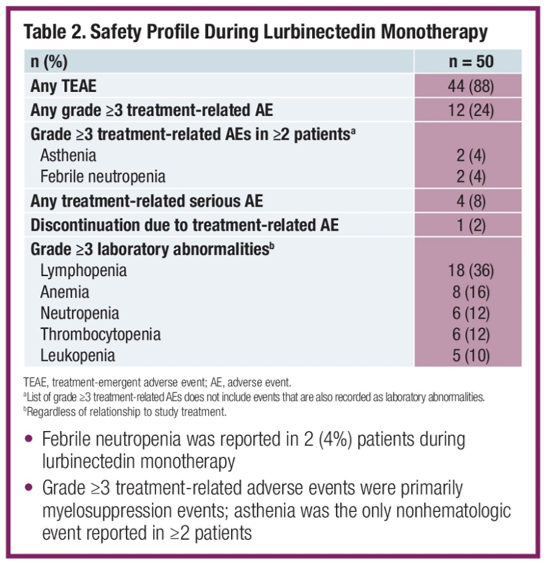 Table 2. Safety Profile During Lurbinectedin Monotherapy
n (%) n = 50
Any TEAE 44 (88)
Any grade ≥3 treatment-related AE 12 (24)
Grade ≥3 treatment-related AEs in ≥2 patientsᵃ
Asthenia 2 (4)
Febrile neutropenia 2 (4)
Any treatment-related serious AE 4 (8)
Discontinuation due to treatment-related AE 1 (2)
Grade ≥3 laboratory abnormalitiesᵇ
Lymphopenia 18 (36)
Anemia 8 (16)
Neutropenia 6 (12)
Thrombocytopenia 6 (12)
Leukopenia 5 (10)
TEAE, treatment-emergent adverse event; AE, adverse event.
ᵃList of grade ≥3 treatment-related AEs does not include events that are also recorded as laboratory abnormalities.
ᵇRegardless of relationship to study treatment.
• Febrile neutropenia was reported in 2 (4%) patients during
lurbinectedin monotherapy
• Grade ≥3 treatment-related adverse events were primarily
myelosuppression events; asthenia was the only nonhematologic
event reported in ≥2 patients